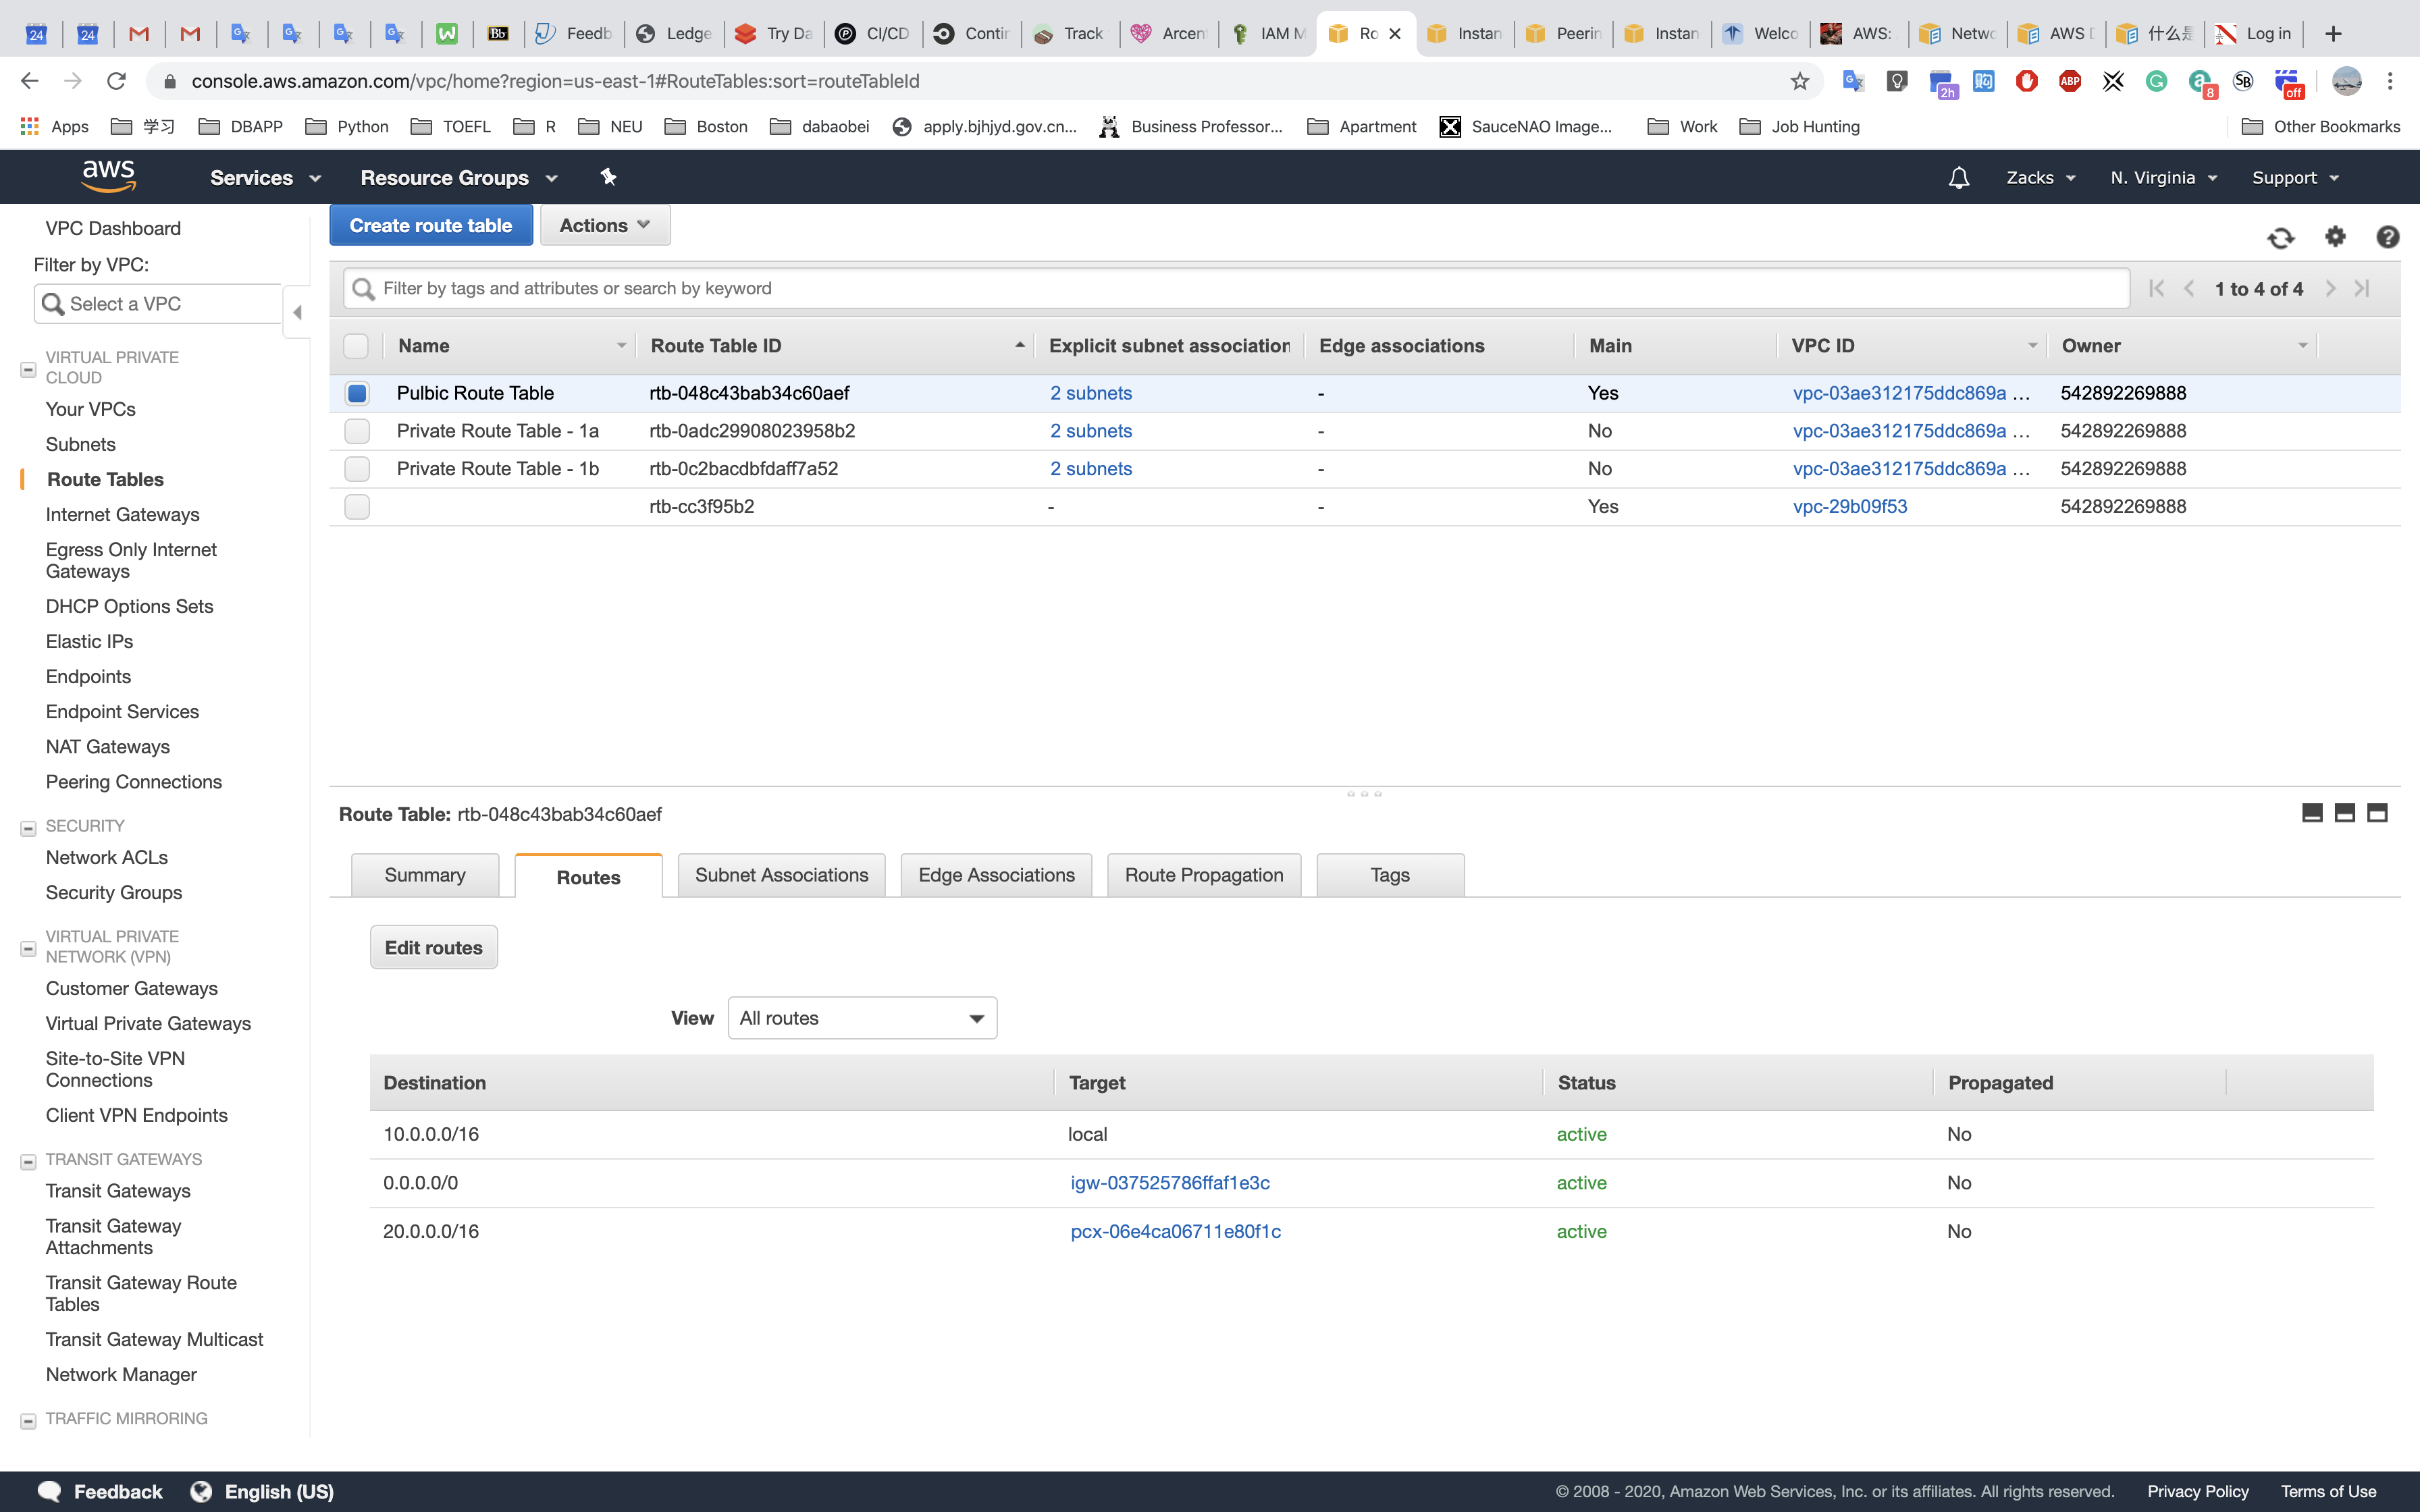 24 24 Bb Feedb Ledge Try Da CI/CD Contin Track Arcen IAM M Ro Instan Peerin Instan Welco AWS: Netwo AWS D 什么是 Log in
console.aws.amazon.com/vpc/home?region=us-east-1#RouteTables:sort=routeTableId 2h ABP 8 SB off
Apps 学习 DBAPP Python TOEFL R NEU Boston dabaobei apply.bjhjyd.gov.cn... Business Professor... Apartment SauceNAO Image... Work Job Hunting Other Bookmarks
aws Services Resource Groups Zacks N. Virginia Support
VPC Dashboard
Filter by VPC:
Select a VPC
VIRTUAL PRIVATE
CLOUD
Your VPCs
Subnets
Route Tables
Internet Gateways
Egress Only Internet
Gateways
DHCP Options Sets
Elastic IPs
Endpoints
Endpoint Services
NAT Gateways
Peering Connections
SECURITY
Network ACLs
Security Groups
VIRTUAL PRIVATE
NETWORK (VPN)
Customer Gateways
Virtual Private Gateways
Site-to-Site VPN
Connections
Client VPN Endpoints
TRANSIT GATEWAYS
Transit Gateways
Transit Gateway
Attachments
Transit Gateway Route
Tables
Transit Gateway Multicast
Network Manager
TRAFFIC MIRRORING
Create route table Actions
Filter by tags and attributes or search by keyword 1 to 4 of 4
Name Route Table ID Explicit subnet association Edge associations Main VPC ID Owner
Pulbic Route Table rtb-048c43bab34c60aef 2 subnets - Yes vpc-03ae312175ddc869a ... 542892269888
Private Route Table - 1a rtb-0adc29908023958b2 2 subnets - No vpc-03ae312175ddc869a ... 542892269888
Private Route Table - 1b rtb-0c2bacdbfdaff7a52 2 subnets - No vpc-03ae312175ddc869a ... 542892269888
rtb-cc3f95b2 - - Yes vpc-29b09f53 542892269888
Route Table: rtb-048c43bab34c60aef
Summary Routes Subnet Associations Edge Associations Route Propagation Tags
Edit routes
View All routes
Destination Target Status Propagated
10.0.0.0/16 local active No
0.0.0.0/0 igw-037525786ffaf1e3c active No
20.0.0.0/16 pcx-06e4ca06711e80f1c active No
Feedback English (US) © 2008 - 2020, Amazon Web Services, Inc. or its affiliates. All rights reserved. Privacy Policy Terms of Use